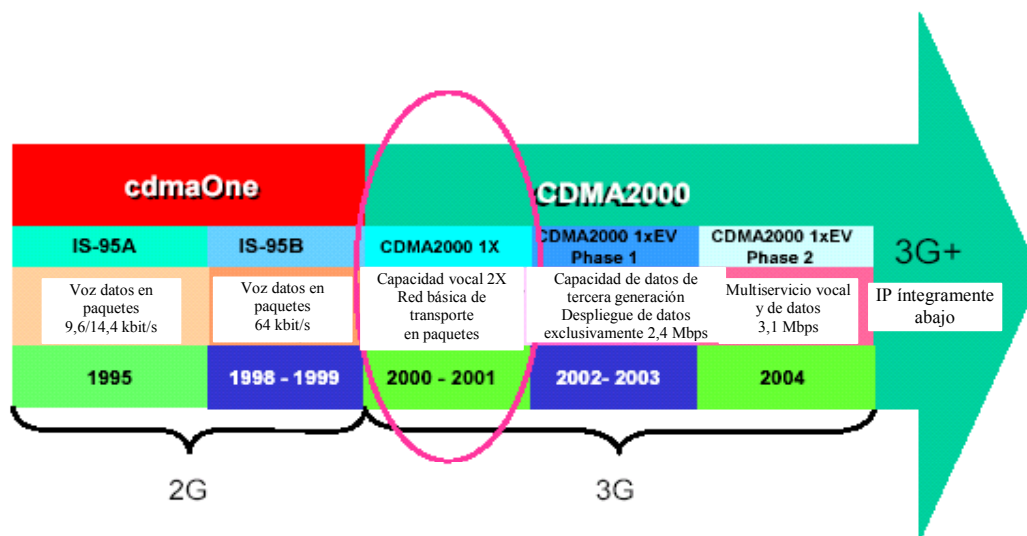 cdmaOne
CDMA2000
IS-95A
IS-95B
CDMA2000 1X
CDMA2000 1xEV
Phase 1
CDMA2000 1xEV
Phase 2
3G+
Voz datos en
paquetes
9,6/14,4 kbit/s
Voz datos en
paquetes
64 kbit/s
Capacidad vocal 2X
Red básica de
transporte
en paquetes
Capacidad de datos de
tercera generación
Despliegue de datos
exclusivamente 2,4 Mbps
Multiservicio vocal
y de datos
3,1 Mbps
IP íntegramente
abajo
1995
1998 - 1999
2000 - 2001
2002- 2003
2004
2G
3G